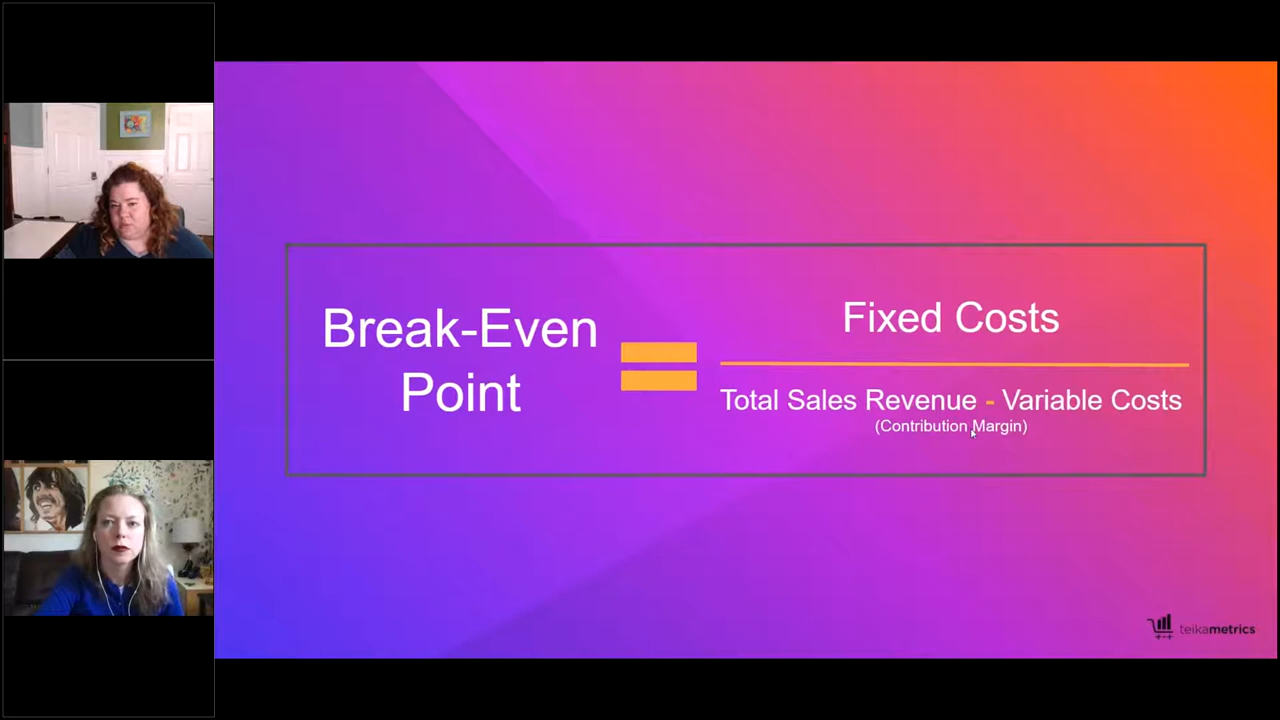 Break-Even
Point
Fixed Costs
Total Sales Revenue - Variable Costs
(Contribution Margin)
teikametrics